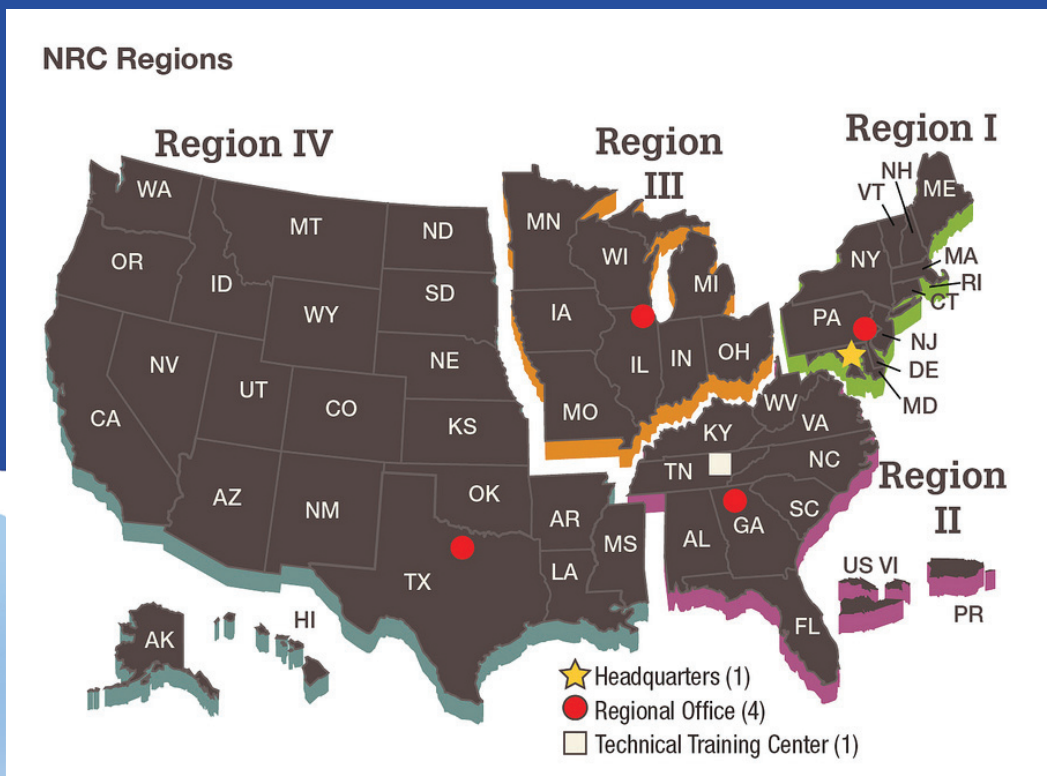 NRC Regions
Region IV
Region
III
Region I
WA
MT
ND
MN
OR
ID
SD
WI
MI
WY
IA
NE
NV
UT
CO
KS
IL
IN
OH
MO
CA
AZ
NM
OK
TX
AR
LA
MS
AK
HI
NH
VT
ME
NY
MA
RI
CT
PA
NJ
DE
MD
WV
VA
KY
TN
NC
SC
GA
AL
FL
Region
II
US VI
PR
Headquarters (1)
Regional Office (4)
Technical Training Center (1)